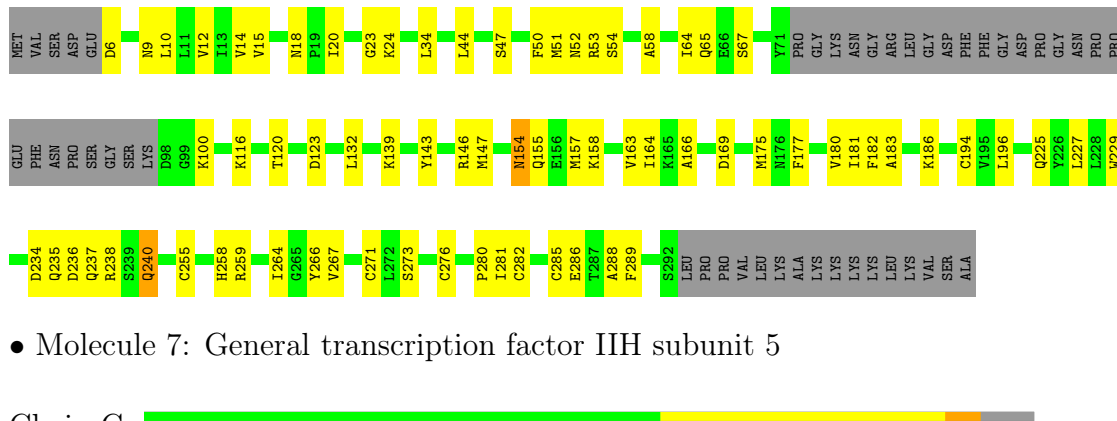 MET VAL SER ASP GLU D6 N9 L10 L11 V12 I13 V14 V15 N18 P19 I20 G23 K24 L34 L44 S47 F50 M51 N52 R53 S54 A58 I64 Q65 E66 S67 Y71 PRO GLY LYS ASN GLY ARG LEU GLY ASP PHE PHE GLY ASP PRO GLY ASN PRO PRO
GLU PHE ASN PRO SER GLY SER LYS D98 G99 K100 K116 T120 D123 L132 K139 Y143 R146 M147 N154 Q155 E156 M157 K158 V163 I164 K165 A166 D169 M175 N176 F177 V180 I181 F182 A183 K186 C194 V195 L196 Q225 Y226 L227 L228 W229
D234 Q235 D236 Q237 R238 S239 Q240 C255 H258 R259 I264 G265 Y266 V267 C271 L272 S273 C276 P280 I281 C282 C285 E286 T287 A288 F289 S292 LEU PRO PRO VAL LEU LYS ALA LYS LYS LYS LYS LEU LYS VAL SER ALA
• Molecule 7: General transcription factor IIH subunit 5